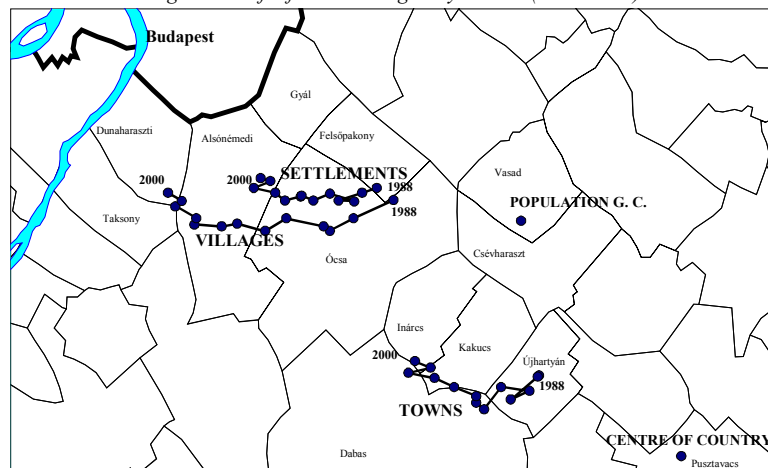 Budapest
Gyál
Dunaharaszti
Alsónémedi
Felsőpakony
2000
2000
SETTLEMENTS
1988
Vasad
POPULATION G. C.
1988
Taksony
VILLAGES
Ócsa
Csévharaszt
Inárcs
Kakucs
2000
Újhartyán
1988
TOWNS
CENTRE OF COUNTRY
Dabas
Pusztavacs